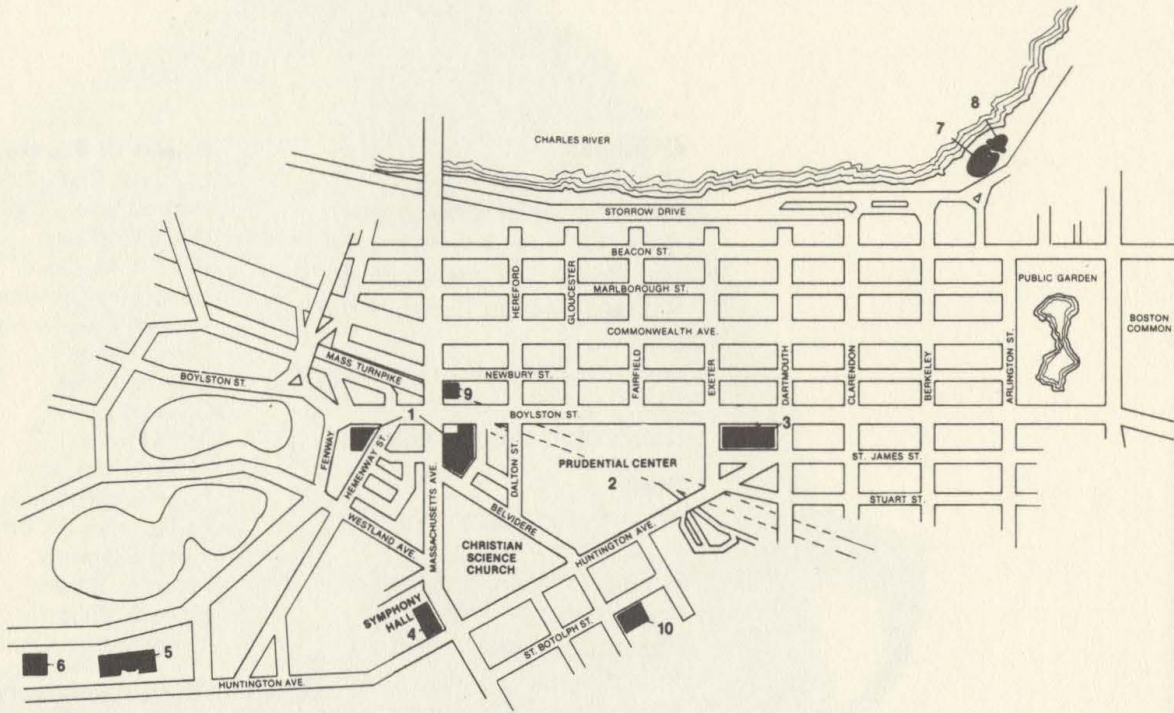 8
7
CHARLES RIVER
STORROW DRIVE
BEACON ST.
PUBLIC GARDEN
HEREFORD
GLOUCESTER
MARLBOROUGH ST.
BOSTON
COMMON
COMMONWEALTH AVE.
MASS TURNPIKE
FAIRFIELD
EXETER
DARTMOUTH
CLARENDON
BERKELEY
ARLINGTON ST.
BOYLSTON ST.
NEWBURY ST.
9
1
BOYLSTON ST.
3
FENWAY
HEMENWAY ST
MASSACHUSETTS AVE.
DALTON ST.
PRUDENTIAL CENTER
2
ST. JAMES ST.
STUART ST.
BELVIDERE
WESTLAND AVE.
CHRISTIAN
SCIENCE
CHURCH
HUNTINGTON AVE.
SYMPHONY
HALL
4
10
ST. BOTOLPH ST.
6
5
HUNTINGTON AVE.